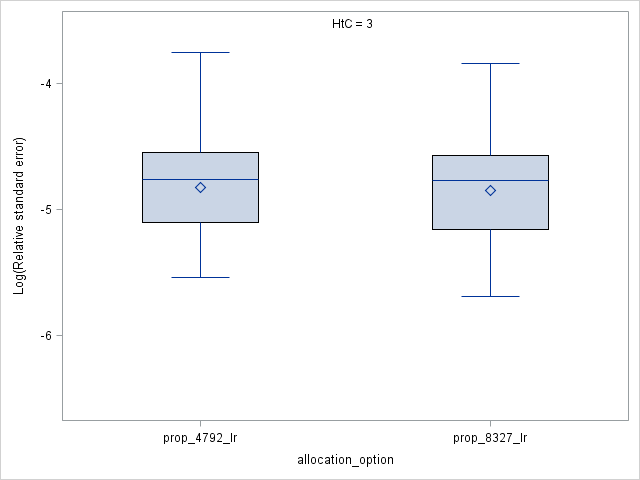 HtC = 3
Log(Relative standard error)
-4
-5
-6
prop_4792_lr
prop_8327_lr
allocation_option